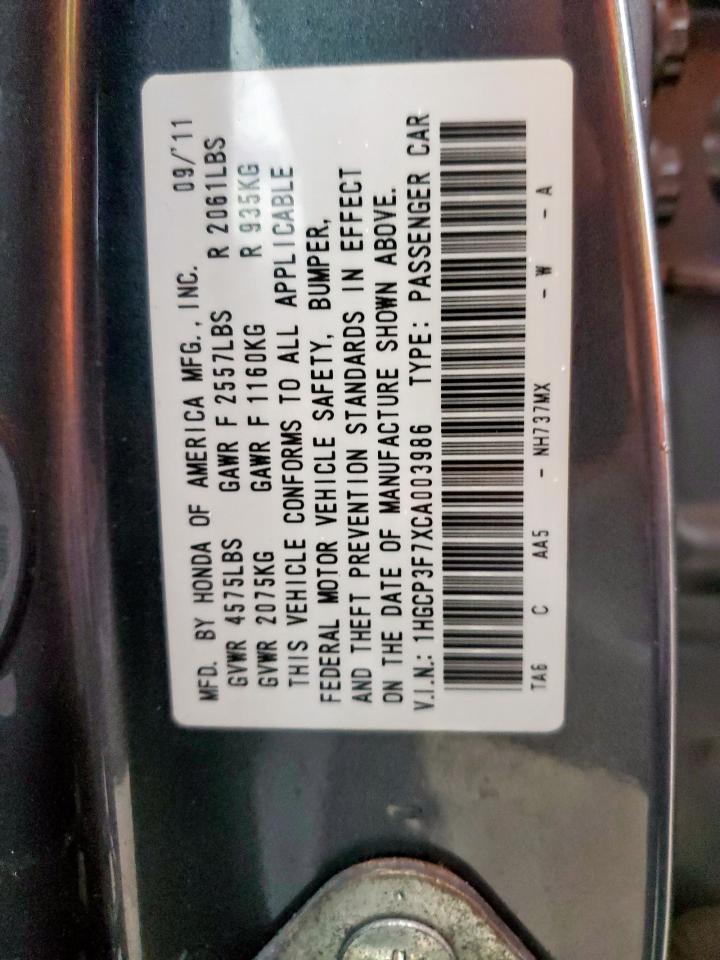 MFD. BY HONDA OF AMERICA MFG., INC. 09/'11
GVWR 4575LBS GAWR F 2557LBS R 2061LBS
GVWR 2075KG GAWR F 1160KG R 935KG
THIS VEHICLE CONFORMS TO ALL APPLICABLE
FEDERAL MOTOR VEHICLE SAFETY, BUMPER,
AND THEFT PREVENTION STANDARDS IN EFFECT
ON THE DATE OF MANUFACTURE SHOWN ABOVE.
V.I.N.: 1HGCP3F7XCA003986 TYPE: PASSENGER CAR
TA6 C AA5 - NH737MX - W - A